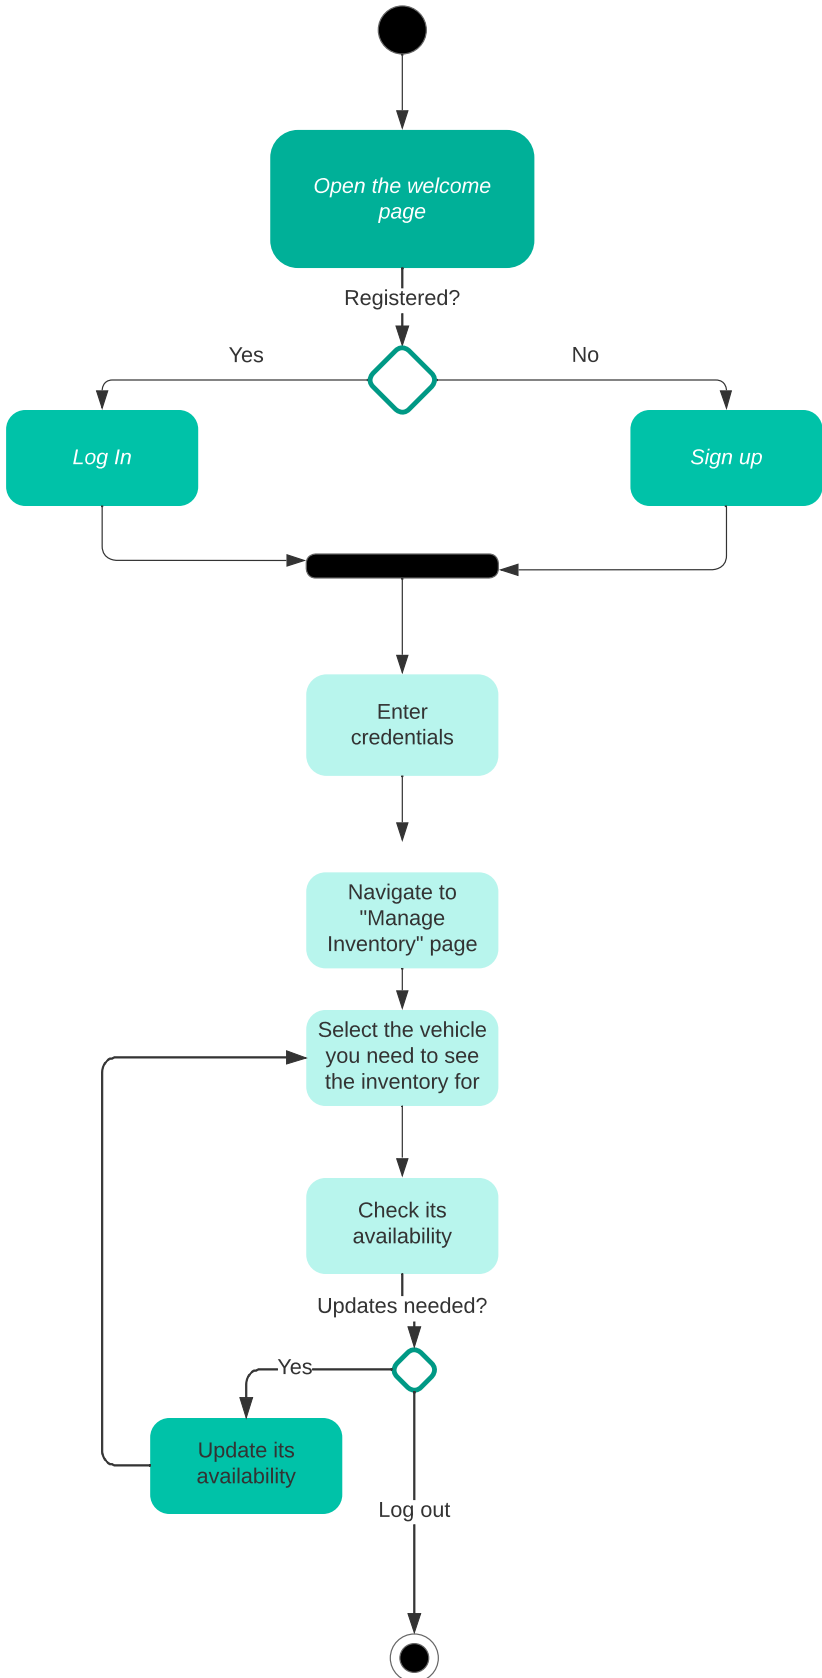 Open the welcome
page
Registered?
Yes
No
Log In
Sign up
Enter
credentials
Navigate to
"Manage
Inventory" page
Select the vehicle
you need to see
the inventory for
Check its
availability
Updates needed?
Yes
Update its
availability
Log out